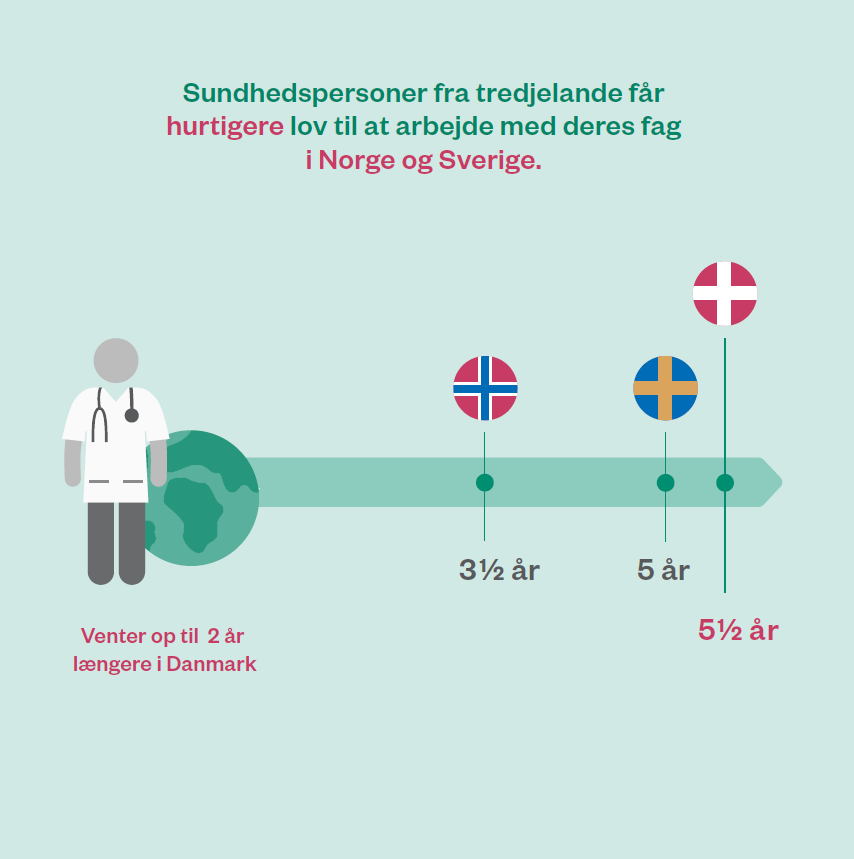 Sundhedspersoner fra tredjelande får
hurtigere lov til at arbejde med deres fag
i Norge og Sverige.
3½ år
5 år
5½ år
Venter op til 2 år
længere i Danmark